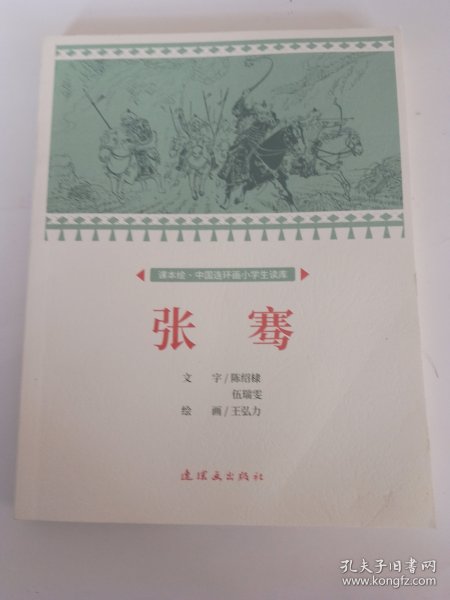 课本绘·中国连环画小学生读库
张骞
文 字/陈绍棣
伍瑞雯
绘 画/王弘力
连环画出版社
孔夫子旧书网
www.kongfz.com